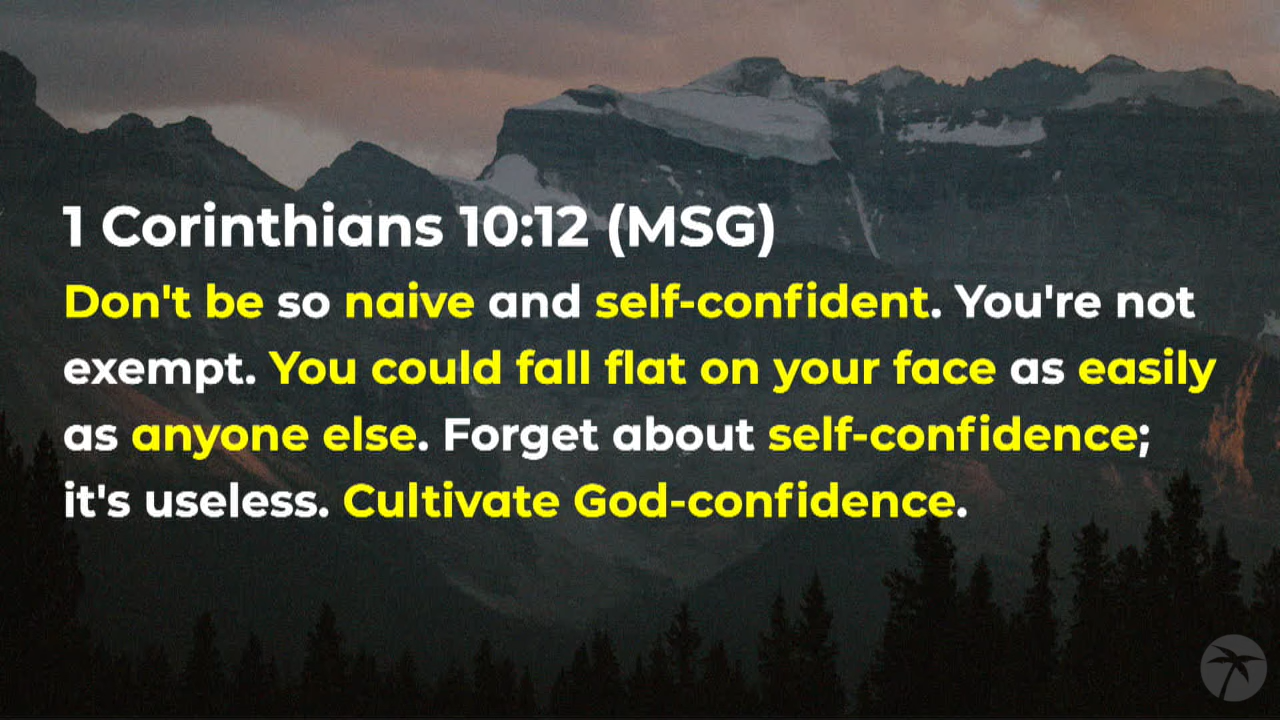 1 Corinthians 10:12 (MSG)
Don't be so naive and self-confident. You're not
exempt. You could fall flat on your face as easily
as anyone else. Forget about self-confidence;
it's useless. Cultivate God-confidence.